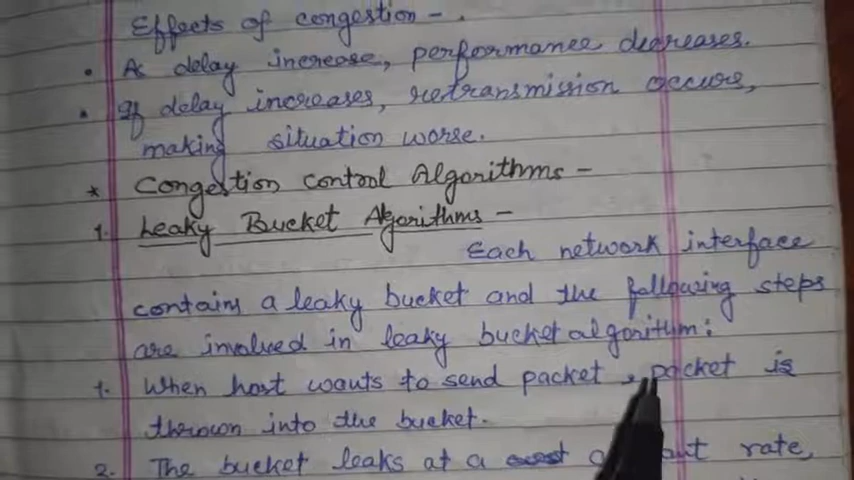 Effects of congestion -
• As delay increase, performance decreases.
• If delay increases, retransmission occurs,
making situation worse.
* Congestion control Algorithms -
1. Leaky Bucket Algorithms -
Each network interface
contains a leaky bucket and the following steps
are involved in leaky bucket algorithm:
1. When host wants to send packet, packet is
thrown into the bucket.
2. The bucket leaks at a rate,